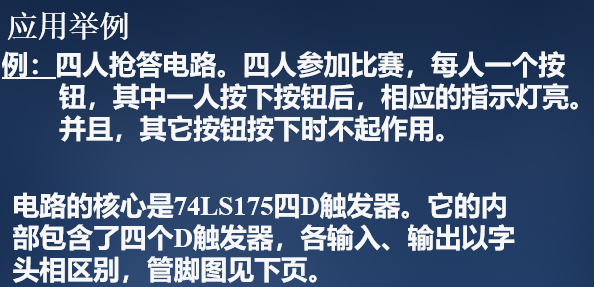 应用举例
例：四人抢答电路。四人参加比赛，每人一个按
钮，其中一人按下按钮后，相应的指示灯亮。
并且，其它按钮按下时不起作用。
电路的核心是74LS175四D触发器。它的内
部包含了四个D触发器，各输入、输出以字
头相区别，管脚图见下页。